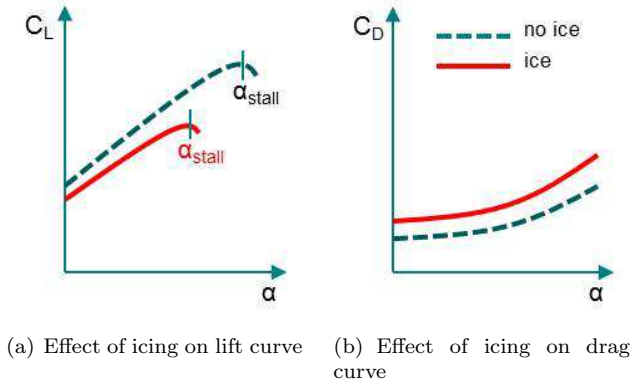 C_L
α_stall
α_stall
α
C_D
no ice
ice
α
(a) Effect of icing on lift curve
(b) Effect of icing on drag
curve